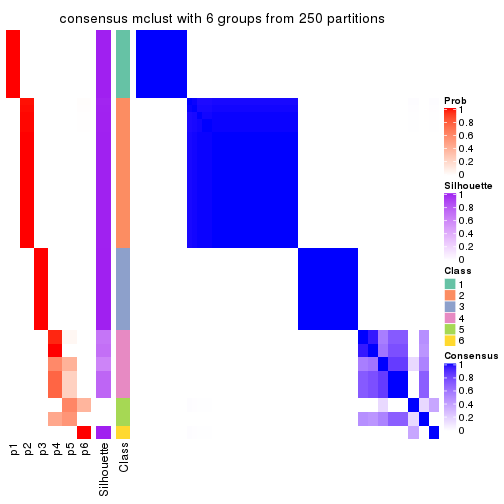 consensus mclust with 6 groups from 250 partitions
Prob
1
0.8
0.6
0.4
0.2
0
Silhouette
1
0.8
0.6
0.4
0.2
0
Class
1
2
3
4
5
6
Consensus
1
0.8
0.6
0.4
0.2
0
p1
p2
p3
p4
p5
p6
Silhouette
Class